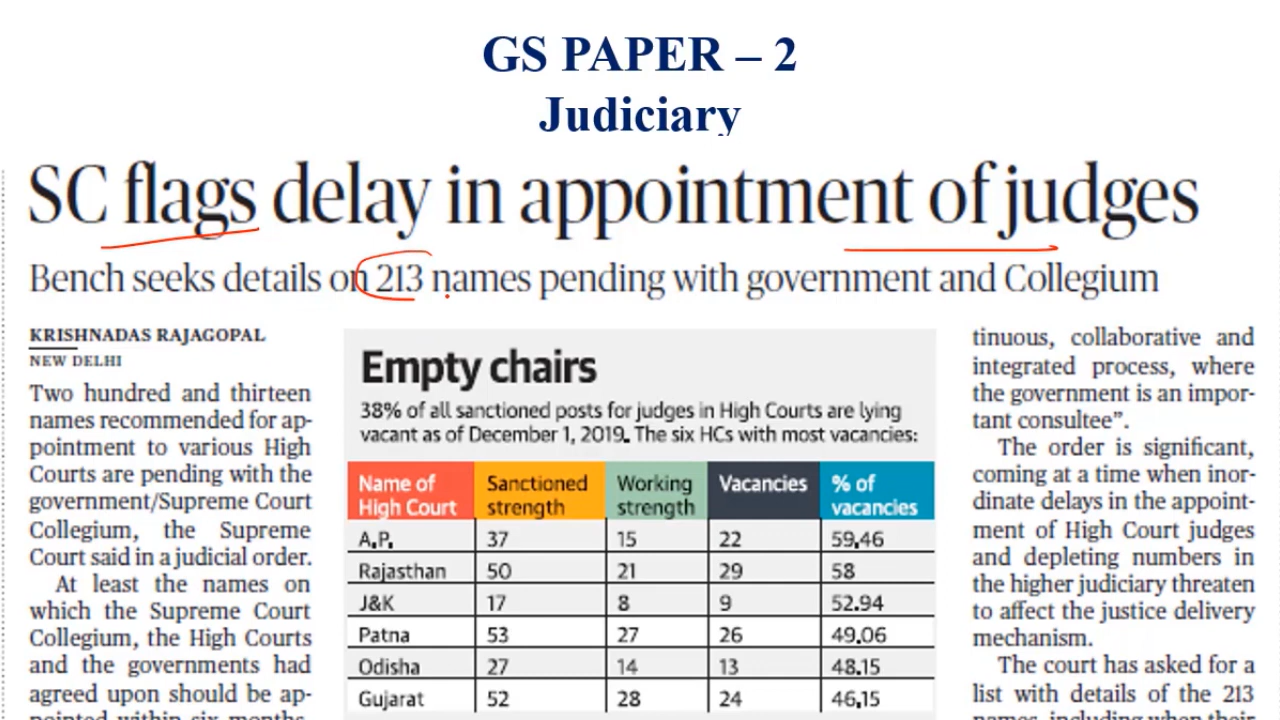 GS PAPER – 2
Judiciary
SC flags delay in appointment of judges
Bench seeks details on 213 names pending with government and Collegium
KRISHNADAS RAJAGOPAL
NEW DELHI
Two hundred and thirteen
names recommended for ap-
pointment to various High
Courts are pending with the
government/Supreme Court
Collegium, the Supreme
Court said in a judicial order.
At least the names on
which the Supreme Court
Collegium, the High Courts
and the governments had
agreed upon should be ap-
pointed within six months,
Empty chairs
38% of all sanctioned posts for judges in High Courts are lying
vacant as of December 1, 2019. The six HCs with most vacancies:
Name of High Court Sanctioned strength Working strength Vacancies % of vacancies
A.P. 37 15 22 59.46
Rajasthan 50 21 29 58
J&K 17 8 9 52.94
Patna 53 27 26 49.06
Odisha 27 14 13 48.15
Gujarat 52 28 24 46.15
tinuous, collaborative and
integrated process, where
the government is an impor-
tant consultee”.
The order is significant,
coming at a time when inor-
dinate delays in the appoint-
ment of High Court judges
and depleting numbers in
the higher judiciary threaten
to affect the justice delivery
mechanism.
The court has asked for a
list with details of the 213
names, including when their